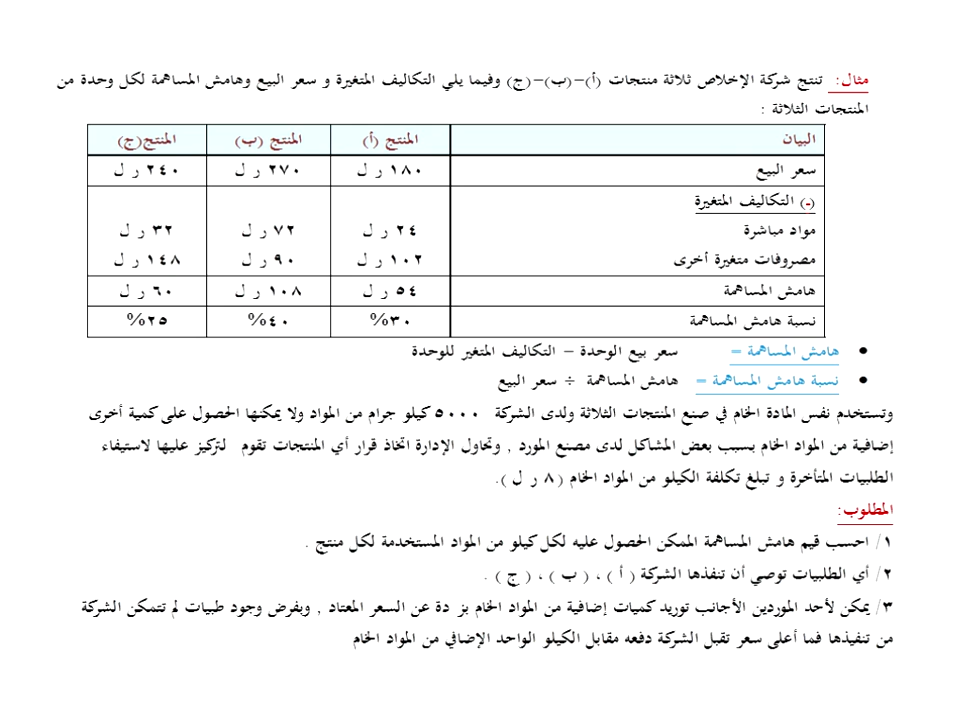 مثال: تنتج شركة الإخلاص ثلاثة منتجات (أ)-(ب)-(ج) وفيما يلي التكاليف المتغيرة و سعر البيع وهامش المساهمة لكل وحدة من
المنتجات الثلاثة :
البيان المنتج (أ) المنتج (ب) المنتج(ج)
سعر البيع ١٨٠ ر ل ٢٧٠ ر ل ٢٤٠ ر ل
(-) التكاليف المتغيرة
مواد مباشرة ٢٤ ر ل ٧٢ ر ل ٣٢ ر ل
مصروفات متغيرة أخرى ١٠٢ ر ل ٩٠ ر ل ١٤٨ ر ل
هامش المساهمة ٥٤ ر ل ١٠٨ ر ل ٦٠ ر ل
نسبة هامش المساهمة ٣٠% ٤٠% ٢٥%
• هامش المساهمة = سعر بيع الوحدة – التكاليف المتغير للوحدة
• نسبة هامش المساهمة = هامش المساهمة ÷ سعر البيع
وتستخدم نفس المادة الخام في صنع المنتجات الثلاثة ولدى الشركة ٥٠٠٠ كيلو جرام من المواد ولا يمكنها الحصول على كمية أخرى
إضافية من المواد الخام بسبب بعض المشاكل لدى مصنع المورد , وتحاول الإدارة اتخاذ قرار أي المنتجات تقوم لتركيز عليها لاستيفاء
الطلبيات المتأخرة و تبلغ تكلفة الكيلو من المواد الخام ( ٨ ر ل ).
المطلوب:
١/ احسب قيم هامش المساهمة الممكن الحصول عليه لكل كيلو من المواد المستخدمة لكل منتج .
٢/ أي الطلبيات توصي أن تنفذها الشركة ( أ ) ، ( ب ) ، ( ج ) .
٣/ يمكن لأحد الموردين الأجانب توريد كميات إضافية من المواد الخام بز دة عن السعر المعتاد , وبفرض وجود طبيات لم تتمكن الشركة
من تنفيذها فما أعلى سعر تقبل الشركة دفعه مقابل الكيلو الواحد الإضافي من المواد الخام